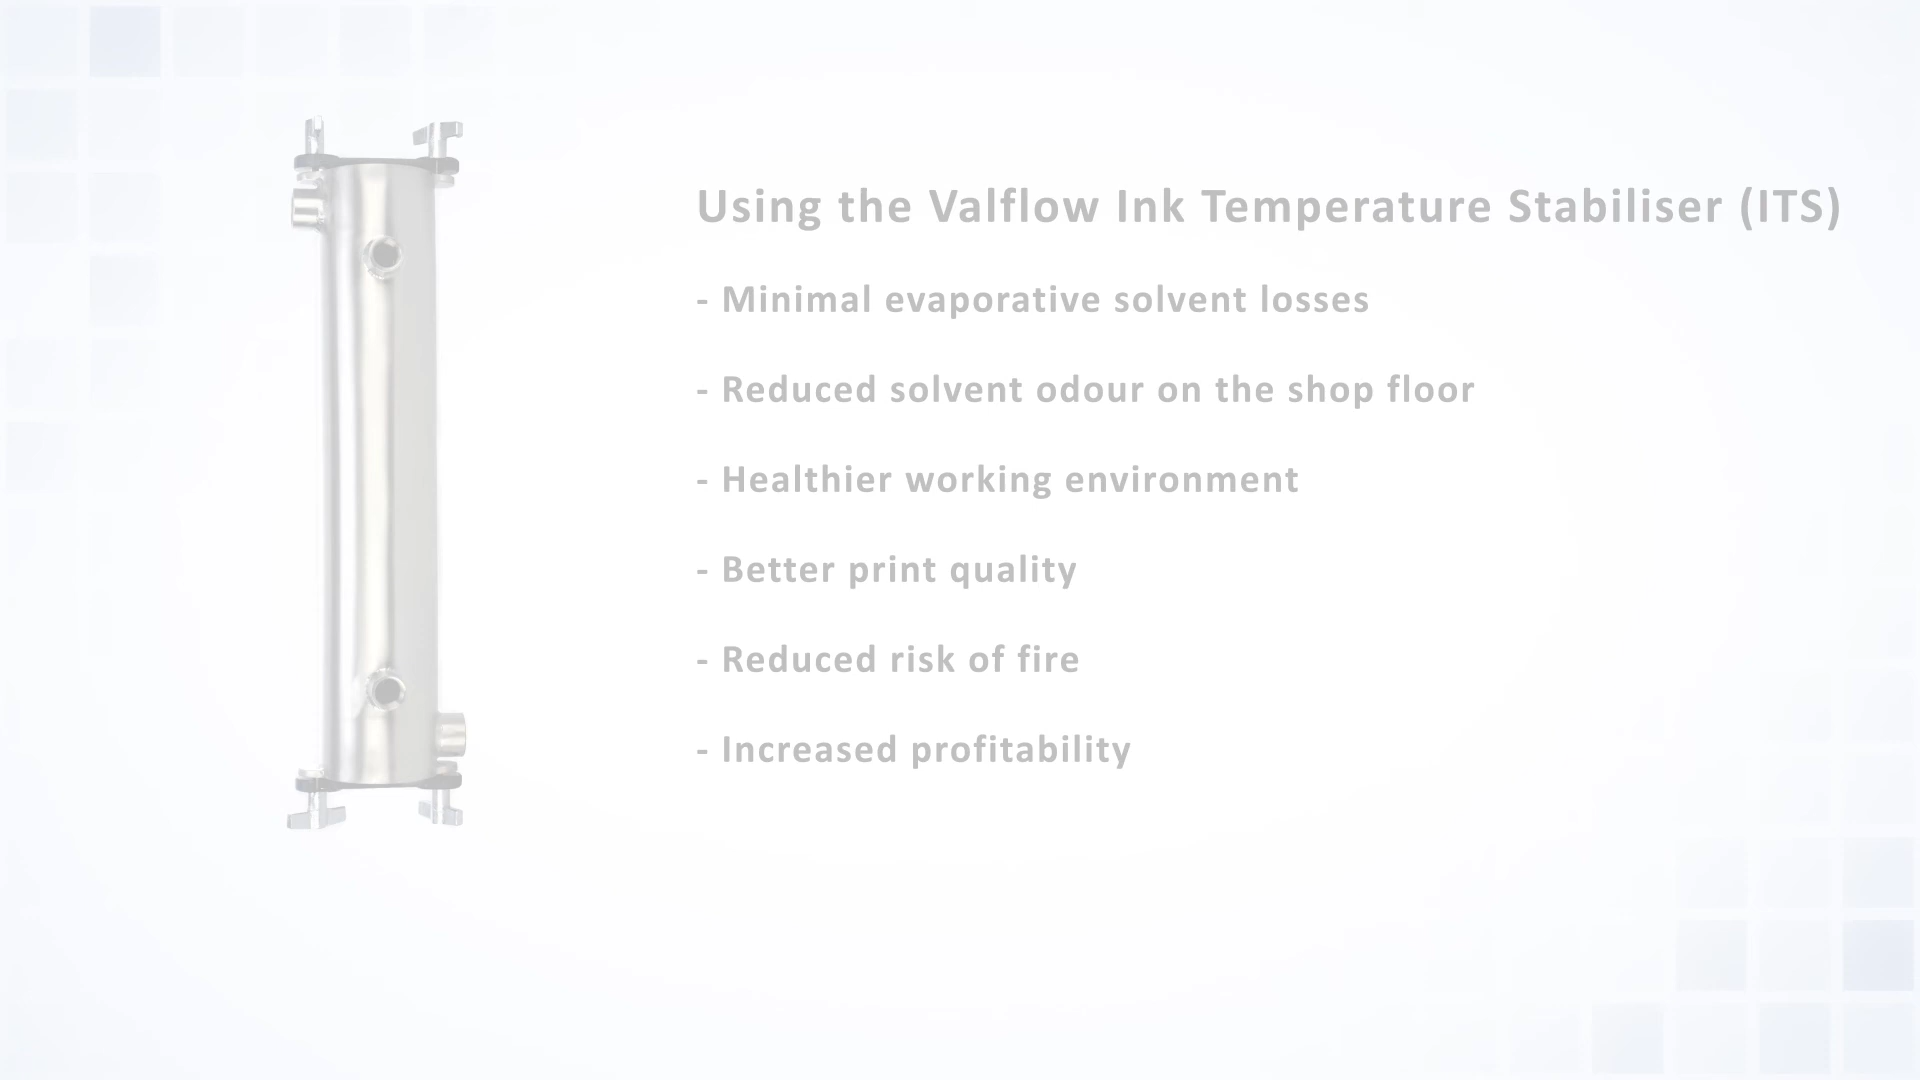 Using the Valflow Ink Temperature Stabiliser (ITS)
- Minimal evaporative solvent losses
- Reduced solvent odour on the shop floor
- Healthier working environment
- Better print quality
- Reduced risk of fire
- Increased profitability